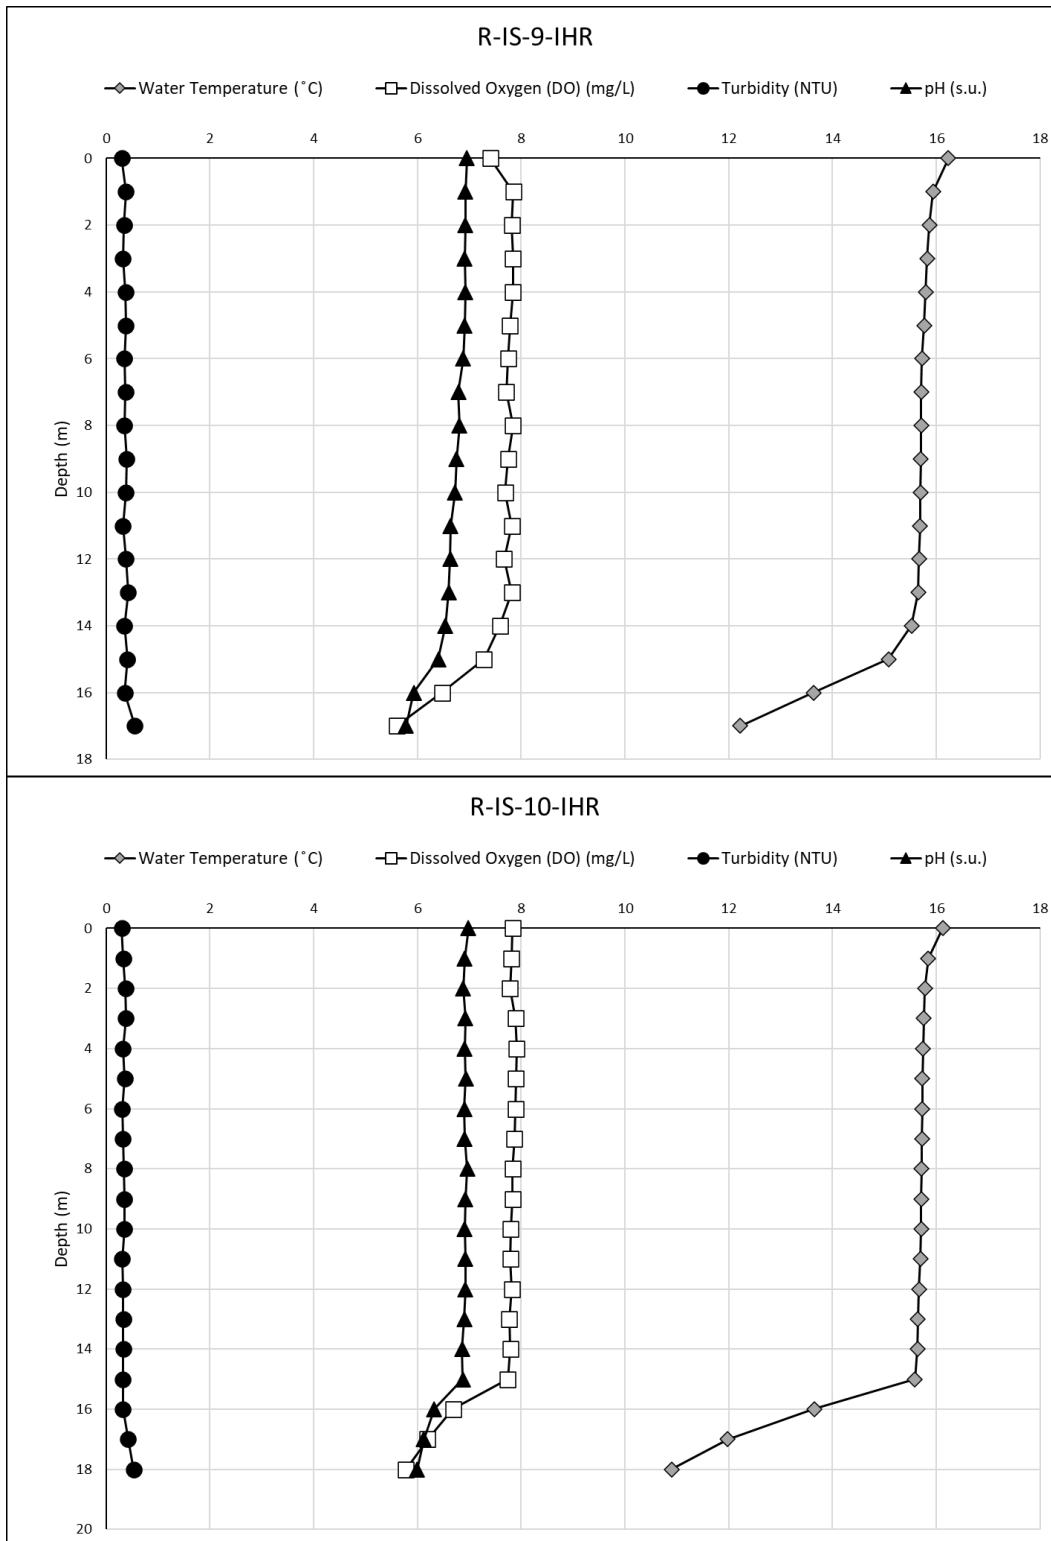 R-IS-9-IHR
Water Temperature (˚C) Dissolved Oxygen (DO) (mg/L) Turbidity (NTU) pH (s.u.)
0 2 4 6 8 10 12 14 16 18
0
2
4
6
8
10
12
14
16
18
Depth (m)
R-IS-10-IHR
Water Temperature (˚C) Dissolved Oxygen (DO) (mg/L) Turbidity (NTU) pH (s.u.)
0 2 4 6 8 10 12 14 16 18
0
2
4
6
8
10
12
14
16
18
20
Depth (m)